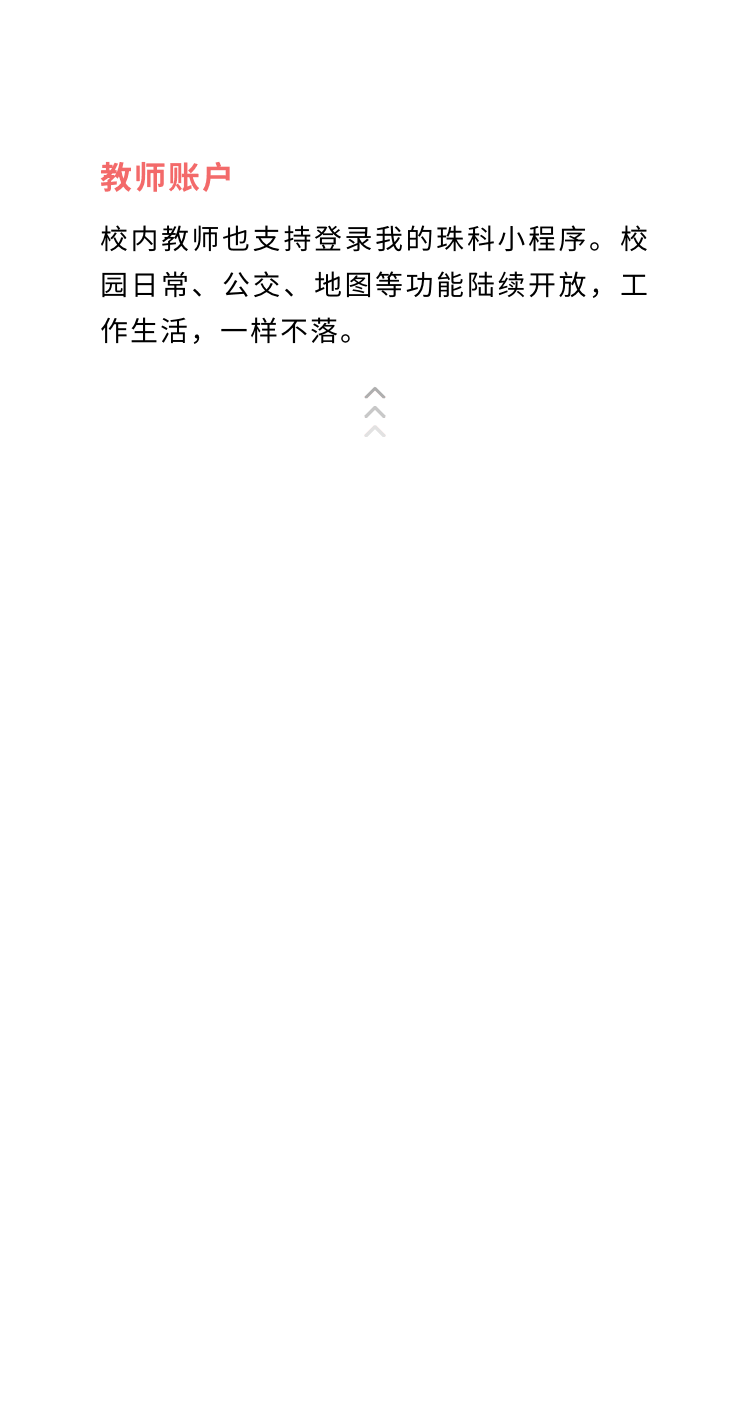 教师账户
校内教师也支持登录我的珠科小程序。校
园日常、公交、地图等功能陆续开放，工
作生活，一样不落。